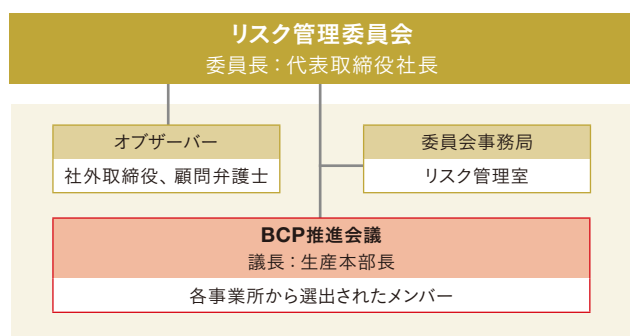 リスク管理委員会
委員長：代表取締役社長
オブザーバー
社外取締役、顧問弁護士
委員会事務局
リスク管理室
BCP推進会議
議長：生産本部長
各事業所から選出されたメンバー